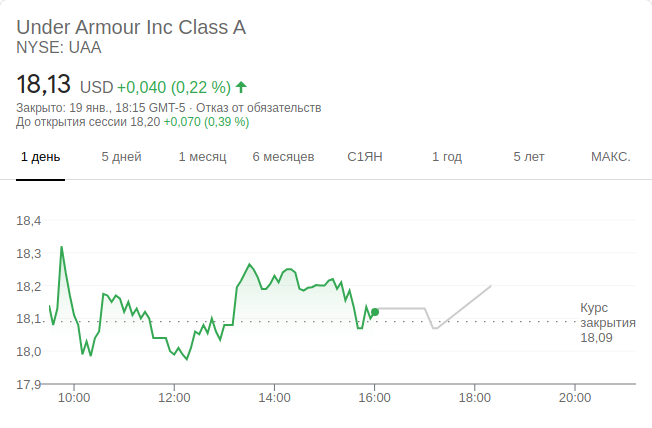 Under Armour Inc Class A
NYSE: UAA
18,13 USD +0,040 (0,22 %)
Закрыто: 19 янв., 18:15 GMT-5 · Отказ от обязательств
До открытия сессии 18,20 +0,070 (0,39 %)
1 день 5 дней 1 месяц 6 месяцев С1ЯН 1 год 5 лет МАКС.
18,4
18,3
18,2
18,1
18,0
17,9
Курс
закрытия
18,09
10:00 12:00 14:00 16:00 18:00 20:00